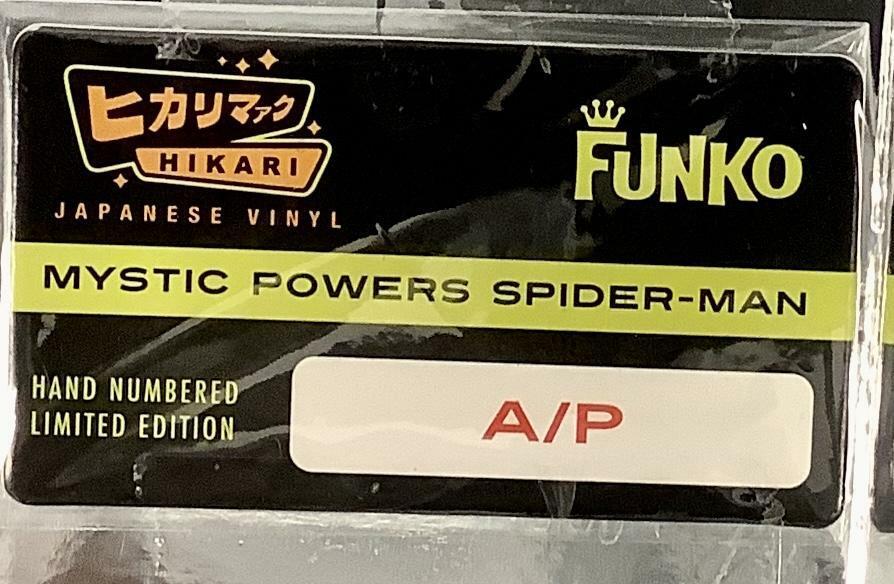 ヒカリマァク
HIKARI
JAPANESE VINYL
FUNKO
MYSTIC POWERS SPIDER-MAN
HAND NUMBERED
LIMITED EDITION
A/P